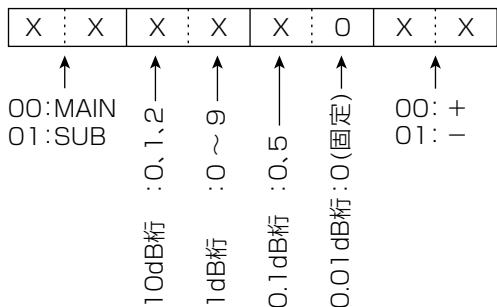 X X X X X 0 X X
00:MAIN
01:SUB
10dB桁 :0、1、2
1dB桁 :0～9
0.1dB桁 :0、5
0.01dB桁:0(固定)
00:+
01:-